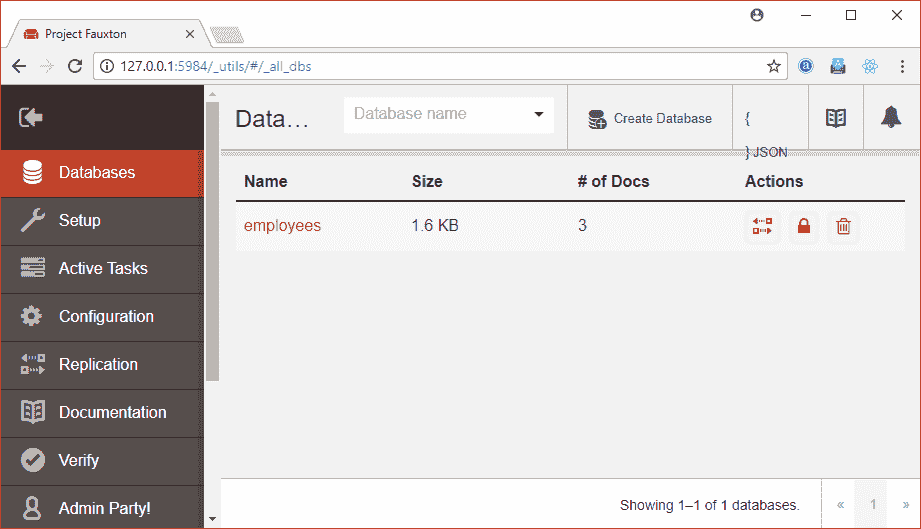 Project Fauxton
127.0.0.1:5984/_utils/#/_all_dbs
Data...
Database name
Create Database
{
} JSON
Databases
Setup
Active Tasks
Configuration
Replication
Documentation
Verify
Admin Party!
Name Size # of Docs Actions
employees 1.6 KB 3
Showing 1–1 of 1 databases.
« 1 »